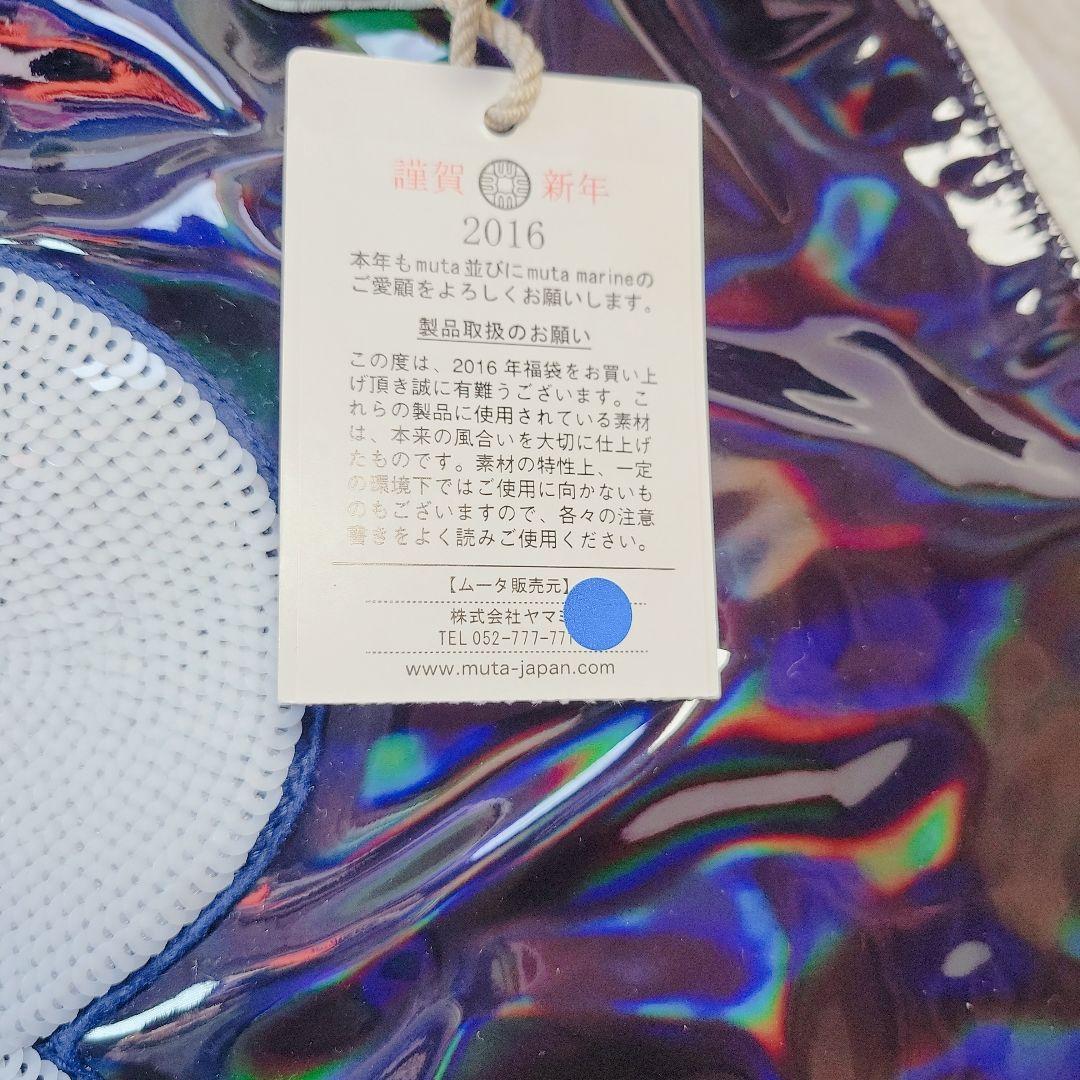 謹賀 新年
2016
本年もmuta並びにmuta marineの
ご愛顧をよろしくお願いします。
製品取扱のお願い
この度は、2016年福袋をお買い上
げ頂き誠に有難うございます。こ
れらの製品に使用されている素材
は、本来の風合いを大切に仕上げ
たものです。素材の特性上、一定
の環境下ではご使用に向かないも
のもございますので、各々の注意
書きをよく読みご使用ください。
【ムータ販売元】
株式会社ヤマ
TEL 052-777-77
www.muta-japan.com